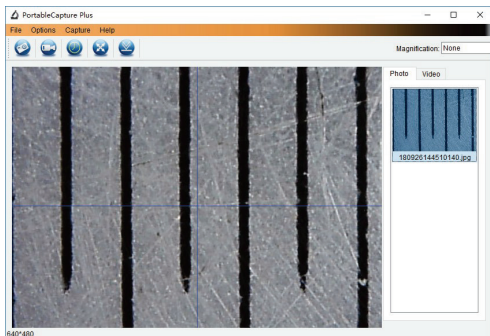 PortableCapture Plus
File Options Capture Help
Magnification: None
Photo Video
180926144510140.jpg
640*480